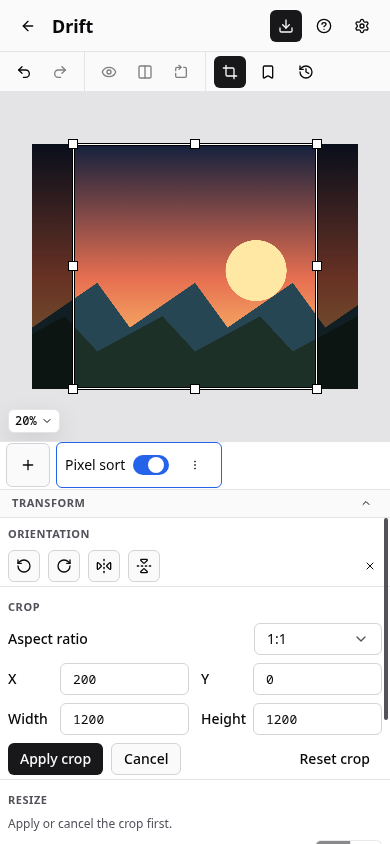 Drift
20%
Pixel sort
TRANSFORM
ORIENTATION
CROP
Aspect ratio 1:1
X 200 Y 0
Width 1200 Height 1200
Apply crop Cancel Reset crop
RESIZE
Apply or cancel the crop first.